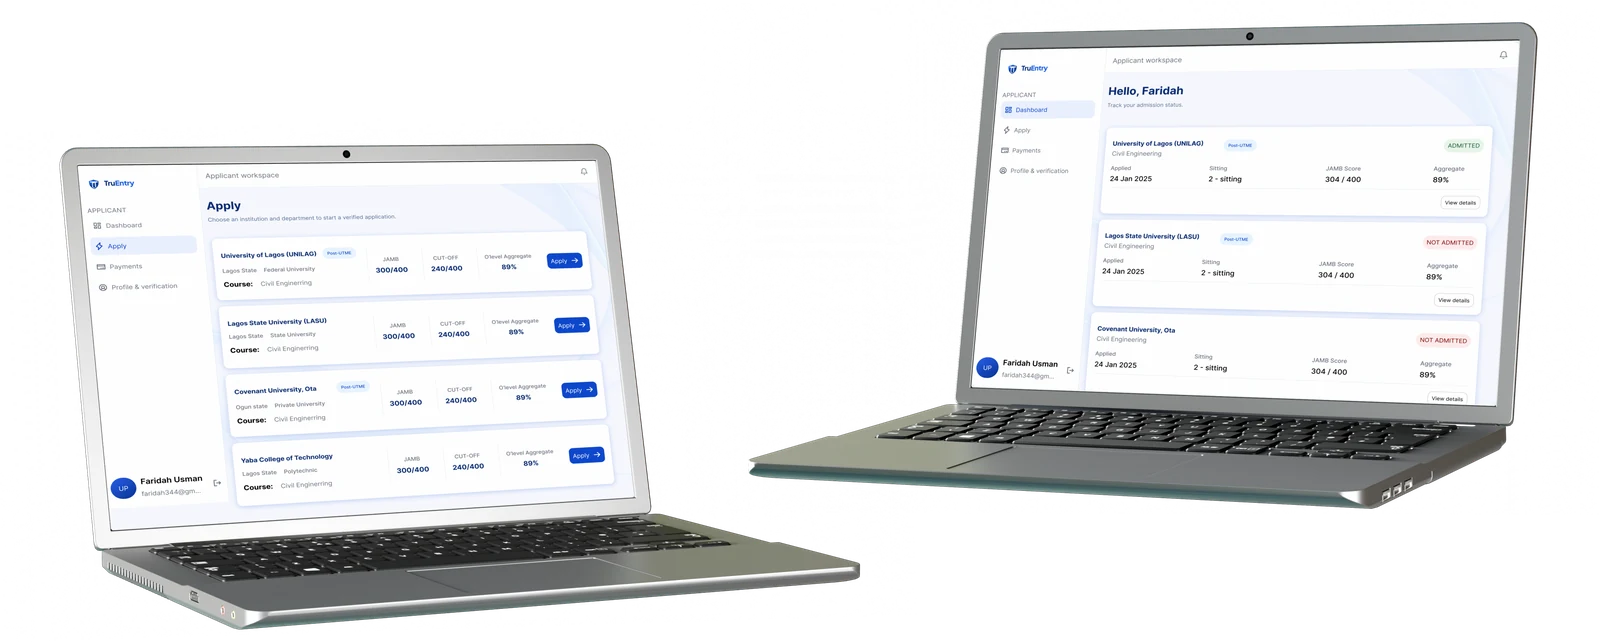 TruEntry
Applicant workspace
APPLICANT
Dashboard
Apply
Payments
Profile & verification
Apply
Choose an institution and department to start a verified application.
University of Lagos (UNILAG) Post-UTME
Lagos State Federal University
Course: Civil Enginerring
JAMB
300/400
CUT-OFF
240/400
O'level Aggregate
89%
Apply
Lagos State University (LASU)
Lagos State State University
Course: Civil Enginerring
JAMB
300/400
CUT-OFF
240/400
O'level Aggregate
89%
Apply
Covenant University, Ota Post-UTME
Ogun state Private University
Course: Civil Enginerring
JAMB
300/400
CUT-OFF
240/400
O'level Aggregate
89%
Apply
Yaba College of Technology
Lagos State Polytechnic
Course: Civil Enginerring
JAMB
300/400
CUT-OFF
240/400
O'level Aggregate
89%
Apply
UP
Faridah Usman
faridah344@gm...
TruEntry
Applicant workspace
APPLICANT
Dashboard
Apply
Payments
Profile & verification
Hello, Faridah
Track your admission status.
University of Lagos (UNILAG) Post-UTME
ADMITTED
Civil Engineering
Applied
24 Jan 2025
Sitting
2 - sitting
JAMB Score
304 / 400
Aggregate
89%
View details
Lagos State University (LASU) Post-UTME
NOT ADMITTED
Civil Engineering
Applied
24 Jan 2025
Sitting
2 - sitting
JAMB Score
304 / 400
Aggregate
89%
View details
Covenant University, Ota
NOT ADMITTED
Civil Engineering
Applied
24 Jan 2025
Sitting
2 - sitting
JAMB Score
304 / 400
Aggregate
89%
View details
UP
Faridah Usman
faridah344@gm...